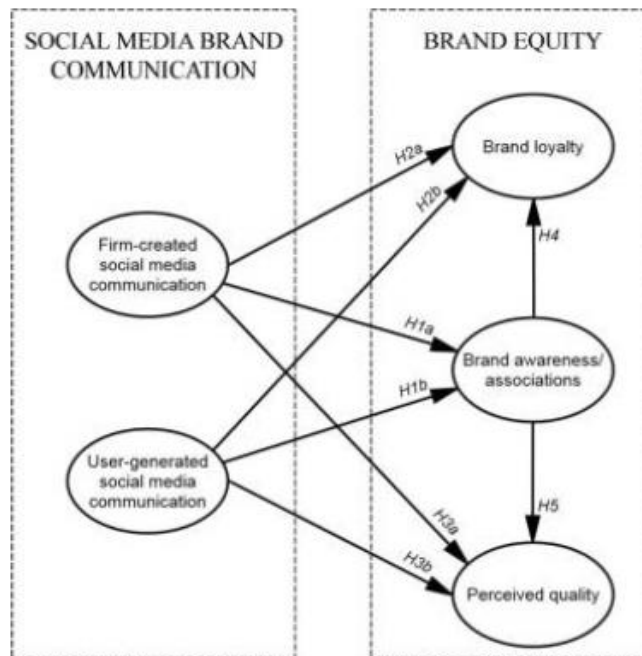 SOCIAL MEDIA BRAND
COMMUNICATION
BRAND EQUITY
H2a
Brand loyalty
H2b
H4
Firm-created
social media
communication
H1a
Brand awareness/
associations
H1b
User-generated
social media
communication
H3a
H5
H3b
Perceived quality